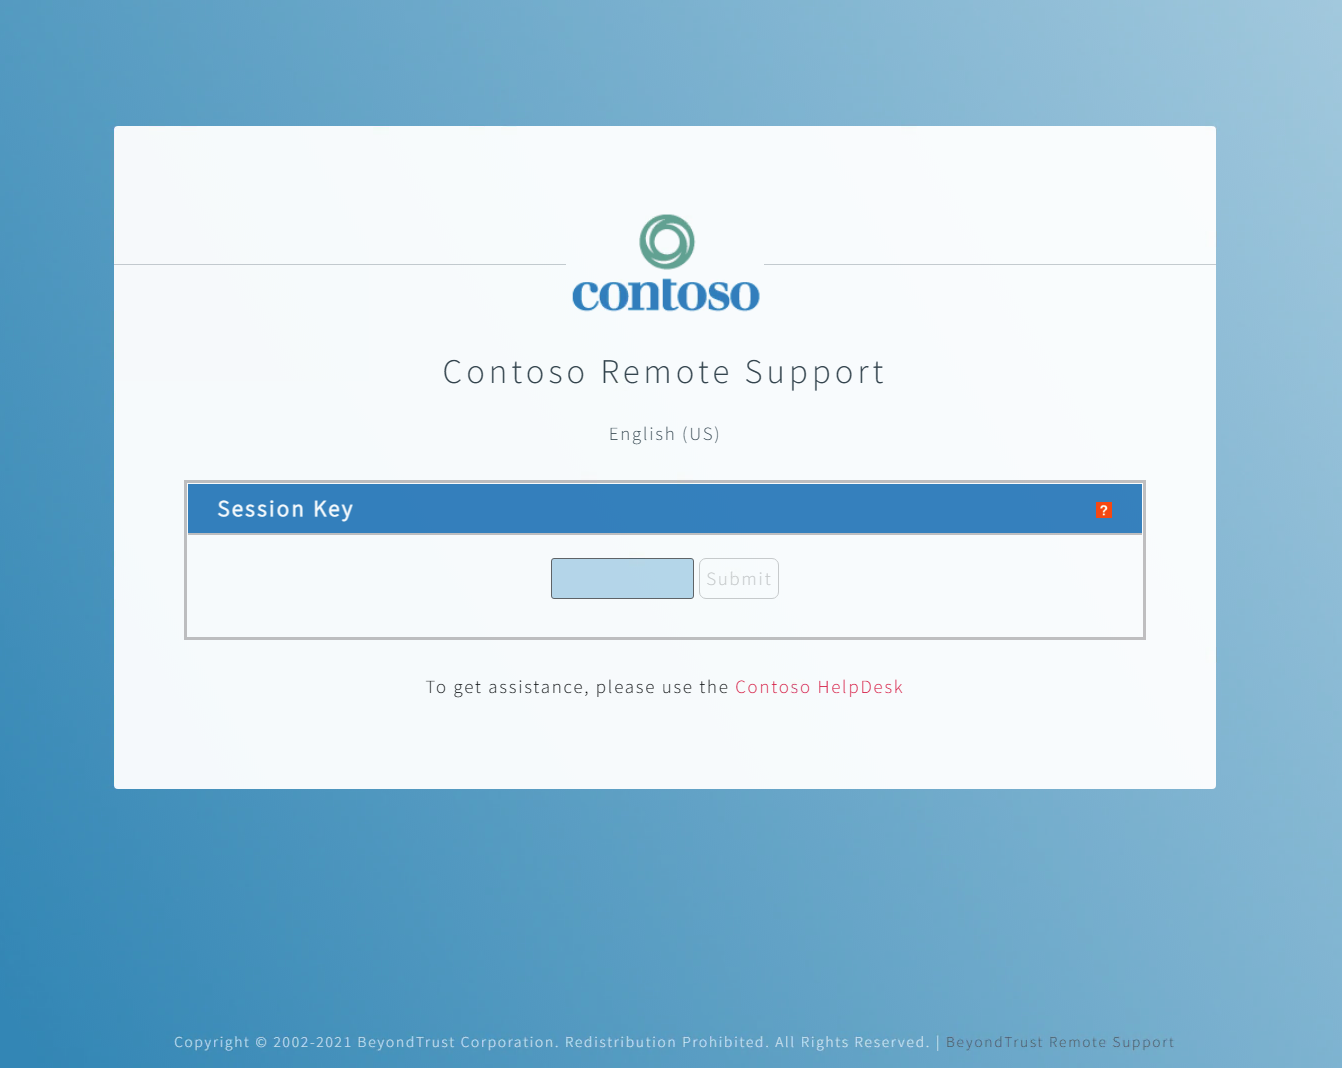 contoso
Contoso Remote Support
English (US)
Session Key ?
Submit
To get assistance, please use the Contoso HelpDesk
Copyright © 2002-2021 BeyondTrust Corporation. Redistribution Prohibited. All Rights Reserved. | BeyondTrust Remote Support